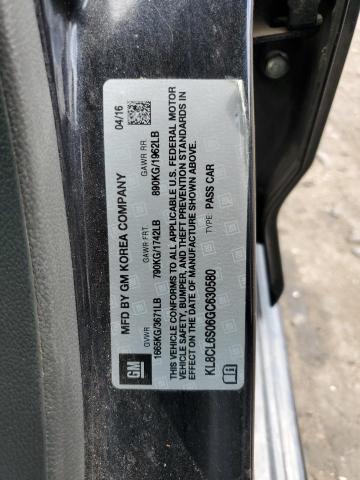 MFD BY GM KOREA COMPANY 04/16
GVWR GAWR FRT. GAWR RR.
1665KG/3671LB 790KG/1742LB 890KG/1962LB
THIS VEHICLE CONFORMS TO ALL APPLICABLE U.S. FEDERAL MOTOR
VEHICLE SAFETY, BUMPER, AND THEFT PREVENTION STANDARDS IN
EFFECT ON THE DATE OF MANUFACTURE SHOWN ABOVE.
KL8CL6S06GC630580 TYPE: PASS CAR
GM